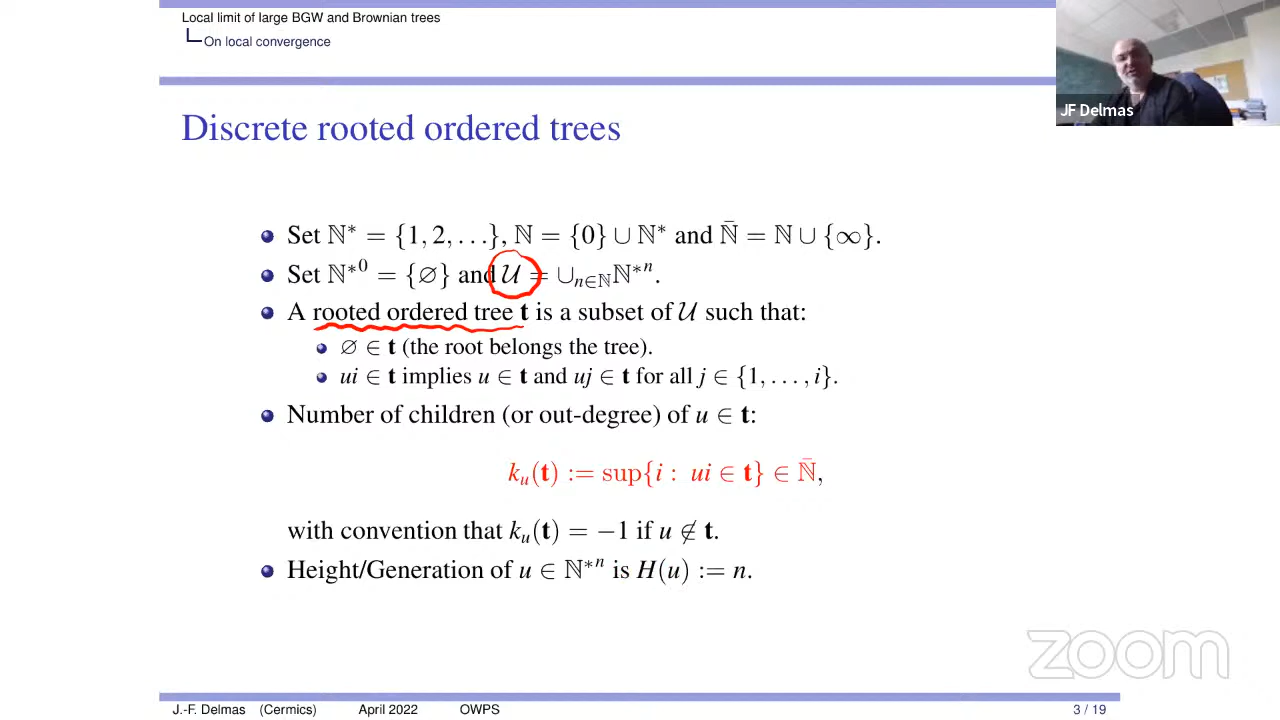 Local limit of large BGW and Brownian trees
On local convergence
JF Delmas
Discrete rooted ordered trees
Set ℕ* = {1, 2, . . .}, ℕ = {0} ∪ ℕ* and ℕ̄ = ℕ ∪ {∞}.
Set ℕ*⁰ = {∅} and 𝒰 = ∪ₙ∈ℕ ℕ*ⁿ.
A rooted ordered tree t is a subset of 𝒰 such that:
∅ ∈ t (the root belongs the tree).
ui ∈ t implies u ∈ t and uj ∈ t for all j ∈ {1, . . . , i}.
Number of children (or out-degree) of u ∈ t:
kᵤ(t) := sup{i : ui ∈ t} ∈ ℕ̄,
with convention that kᵤ(t) = −1 if u ∉ t.
Height/Generation of u ∈ ℕ*ⁿ is H(u) := n.
zoom
J.-F. Delmas (Cermics) April 2022 OWPS 3 / 19